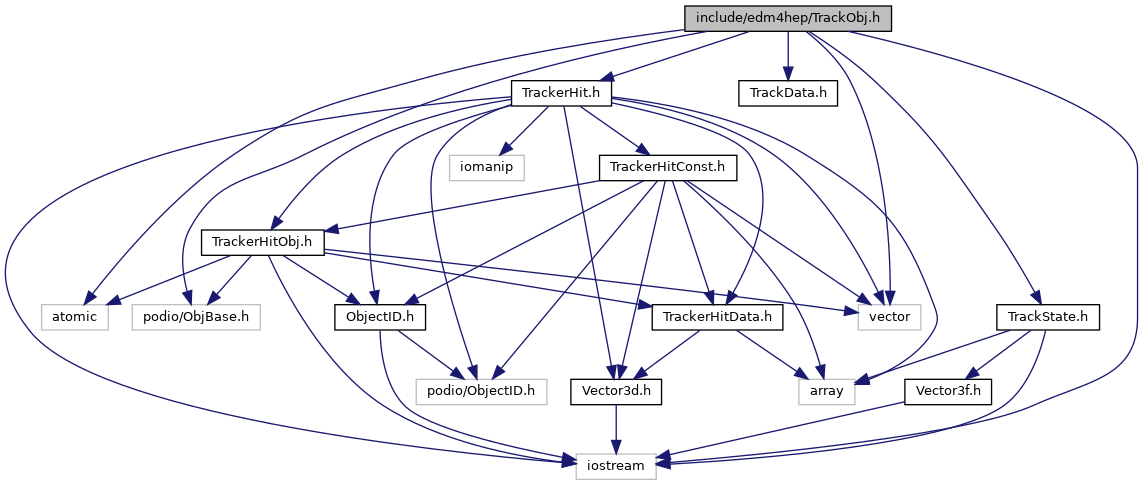 include/edm4hep/TrackObj.h
TrackerHit.h
TrackData.h
iomanip
TrackerHitConst.h
TrackerHitObj.h
atomic
podio/ObjBase.h
ObjectID.h
TrackerHitData.h
vector
TrackState.h
podio/ObjectID.h
Vector3d.h
array
Vector3f.h
iostream